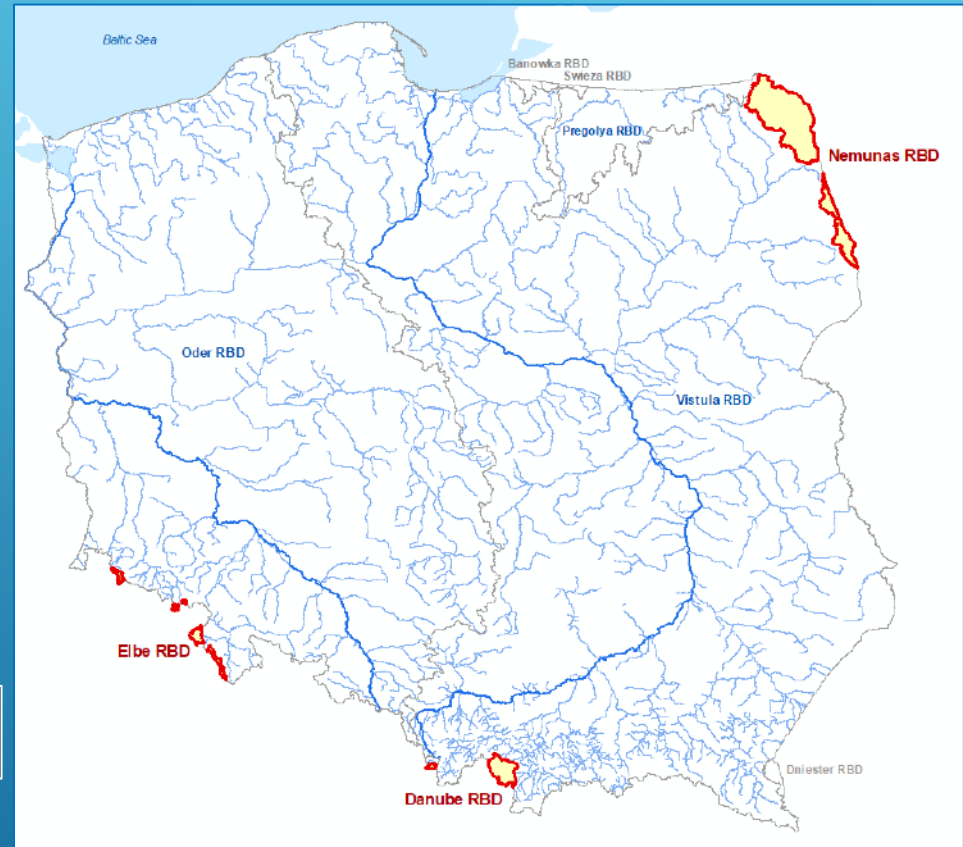 Baltic Sea
Banowka RBD
Swieza RBD
Pregolya RBD
Nemunas RBD
Oder RBD
Vistula RBD
Elbe RBD
Dniester RBD
Danube RBD